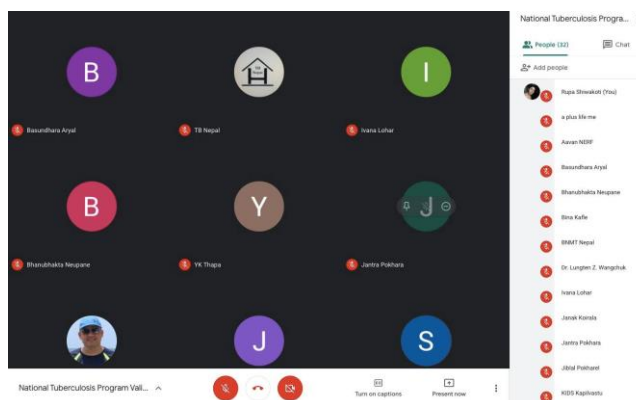 National Tuberculosis Progra...
People (32)
Chat
Add people
Rupa Shwakoti (You)
a plus life me
Aavan NERF
Basundhara Aryal
Bhanubhakta Neupane
Bina Kafle
BNMT Nepal
Dr. Lungten Z. Wangchuk
Ivana Lohar
Janak Koirala
Jantra Pokhara
Jiblal Pokharel
KIDS Kapilvastu
B
I
Basundhara Aryal
TB Nepal
Ivana Lohar
B
Y
J
Bhanubhakta Neupane
YK Thapa
Jantra Pokhara
J
S
National Tuberculosis Program Vali...
Turn on captions
Present now